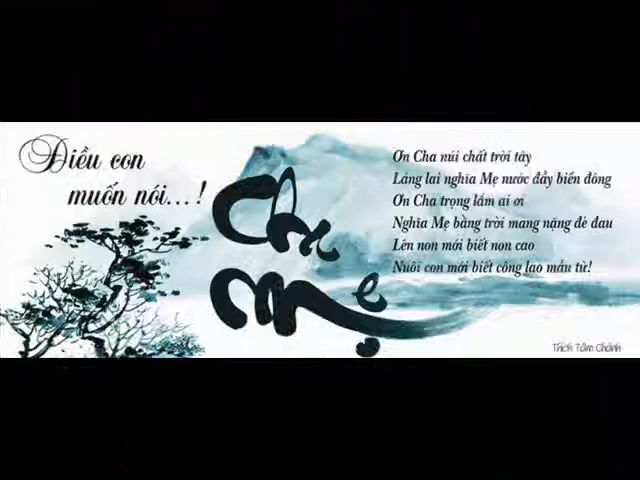 Điều con
muốn nói...!
Cha
Mẹ
Ơn Cha núi chất trời tây
Láng lai nghĩa Mẹ nước đầy biển đông
Ơn Cha trọng lắm ai ơi
Nghĩa Mẹ bằng trời mang nặng đẻ đau
Lên non mới biết non cao
Nuôi con mới biết công lao mẫu từ!
Thích Tâm Chánh